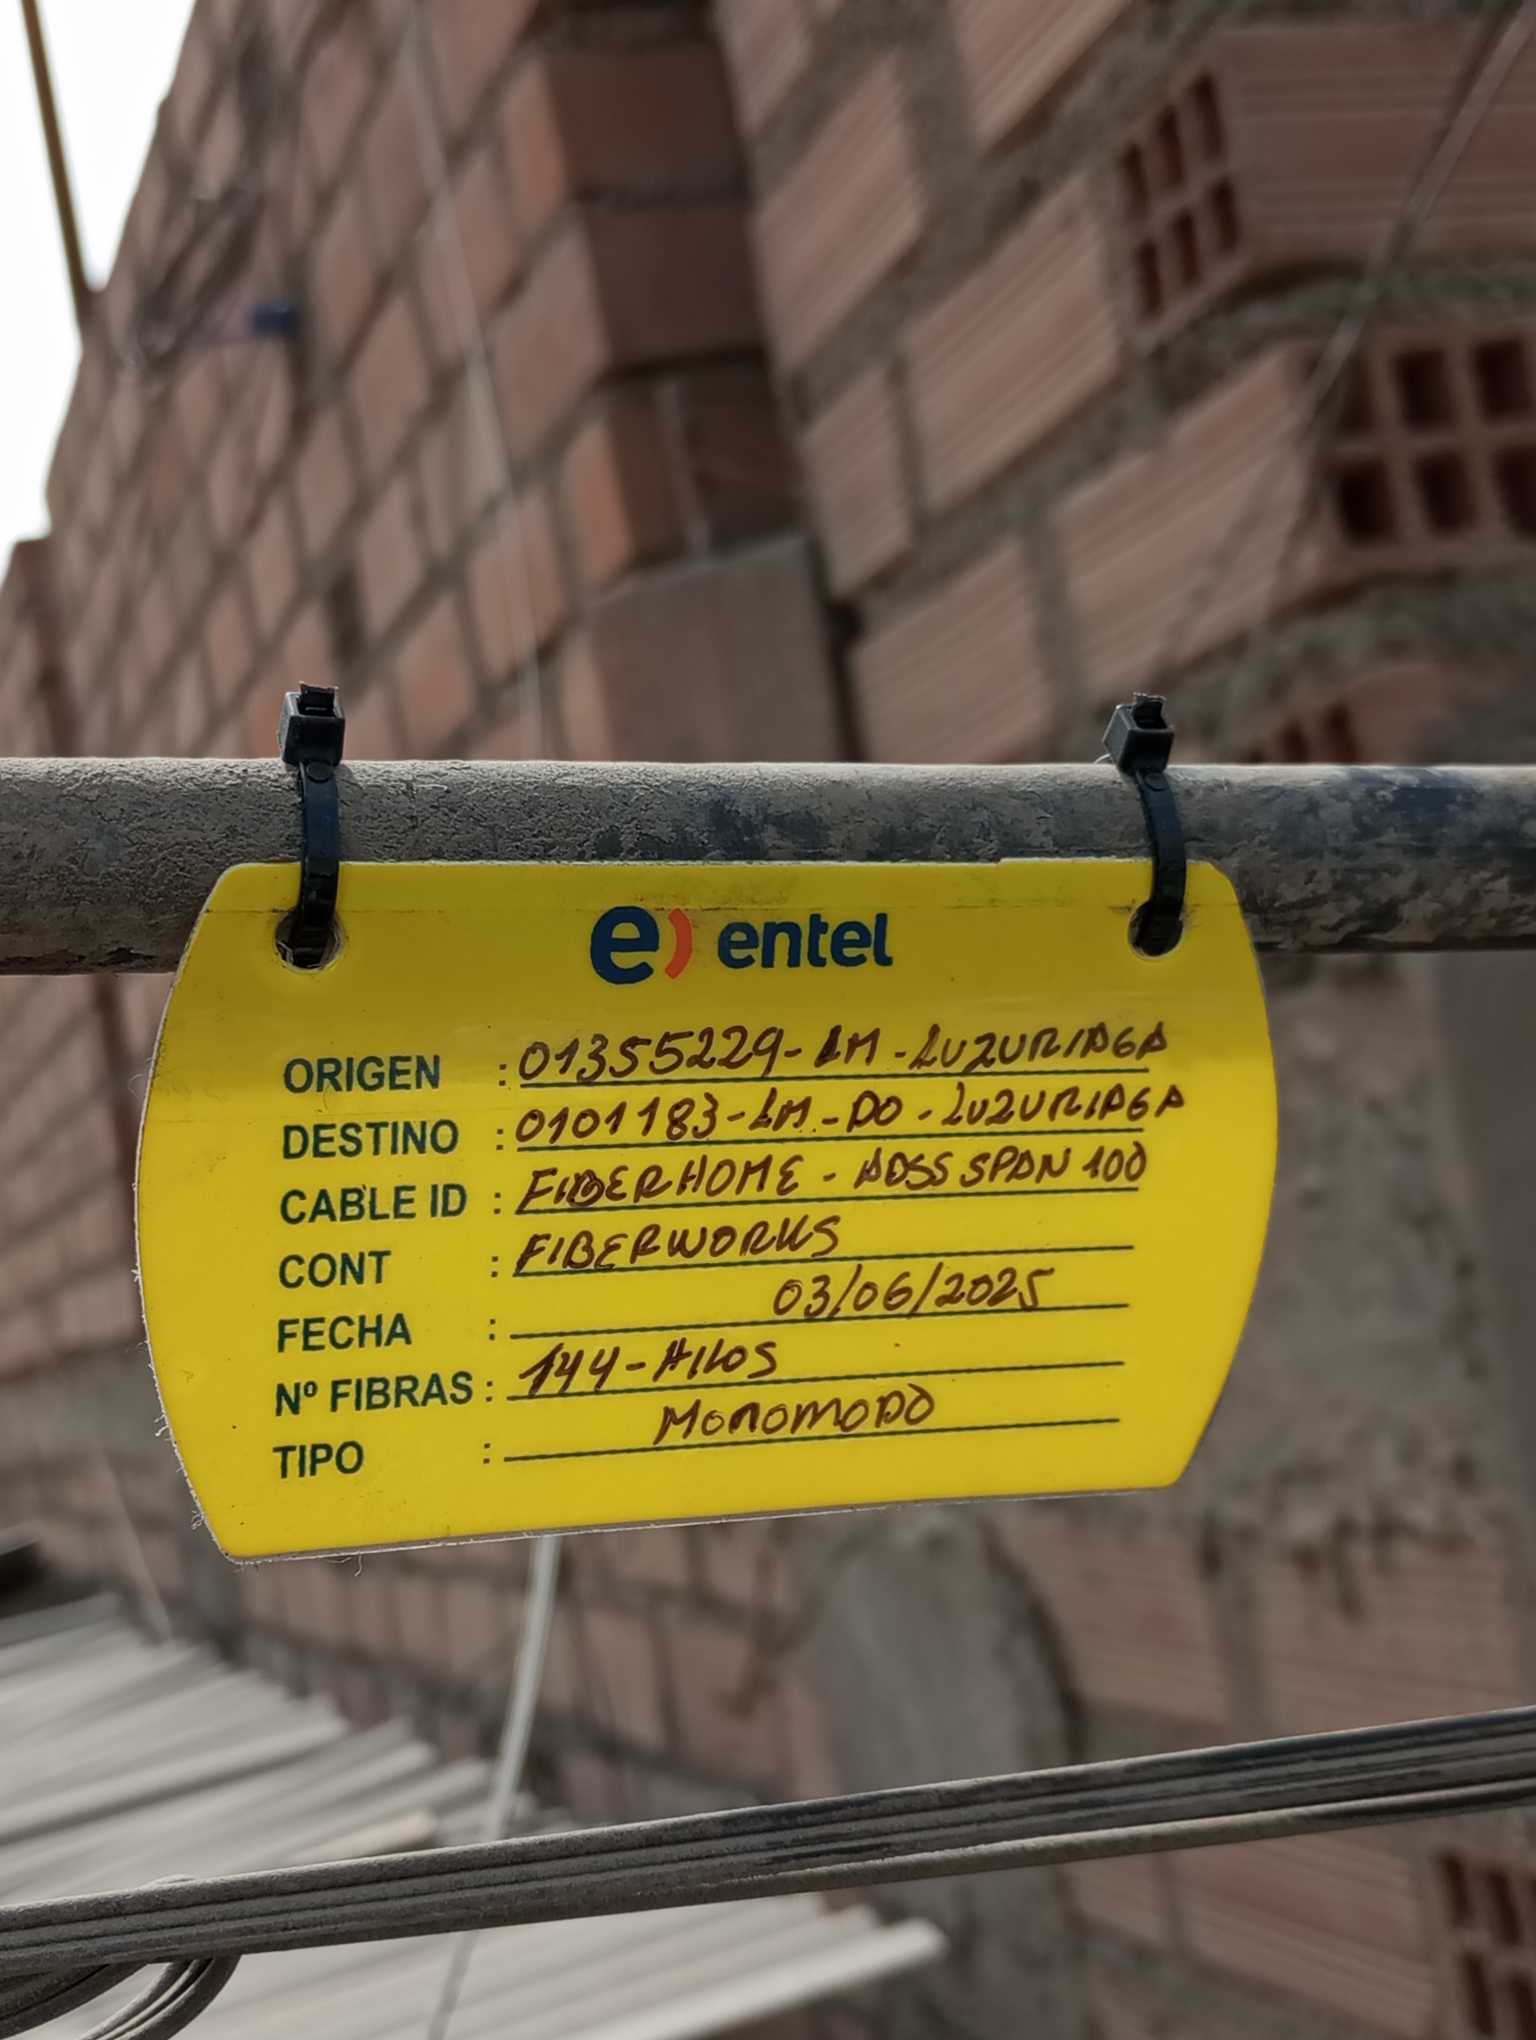 e) entel
ORIGEN : 01355229-LM-LUZURIAGA
DESTINO : 0101183-LM-DO-LUZURIAGA
CABLE ID : FIBERHOME - ADSS SPAN 100
CONT : FIBERWORKS
FECHA : 03/06/2025
Nº FIBRAS : 144-HILOS
TIPO : MONOMODO